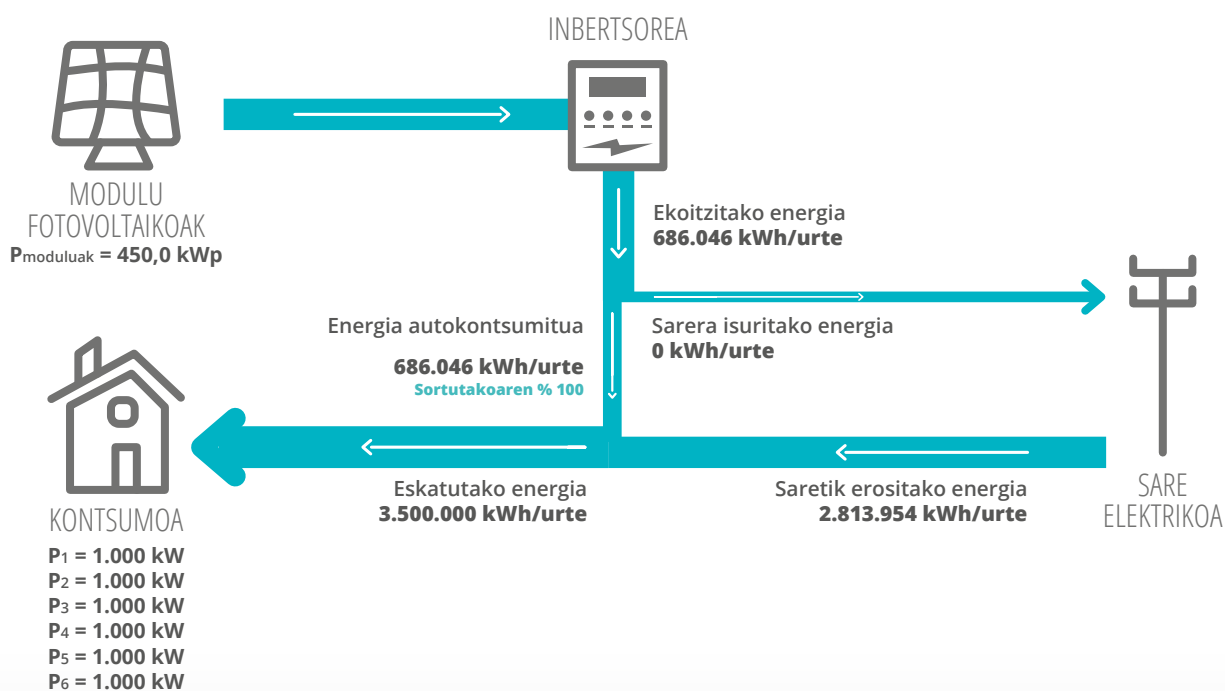 INBERTSOREA
MODULU
FOTOVOLTAIKOAK
Pmoduluak = 450,0 kWp
Ekoitzitako energia
686.046 kWh/urte
Energia autokontsumitua
686.046 kWh/urte
Sortutakoaren % 100
Sarera isuritako energia
0 kWh/urte
Eskatutako energia
3.500.000 kWh/urte
Saretik erositako energia
2.813.954 kWh/urte
SARE
ELEKTRIKOA
KONTSUMOA
P1 = 1.000 kW
P2 = 1.000 kW
P3 = 1.000 kW
P4 = 1.000 kW
P5 = 1.000 kW
P6 = 1.000 kW